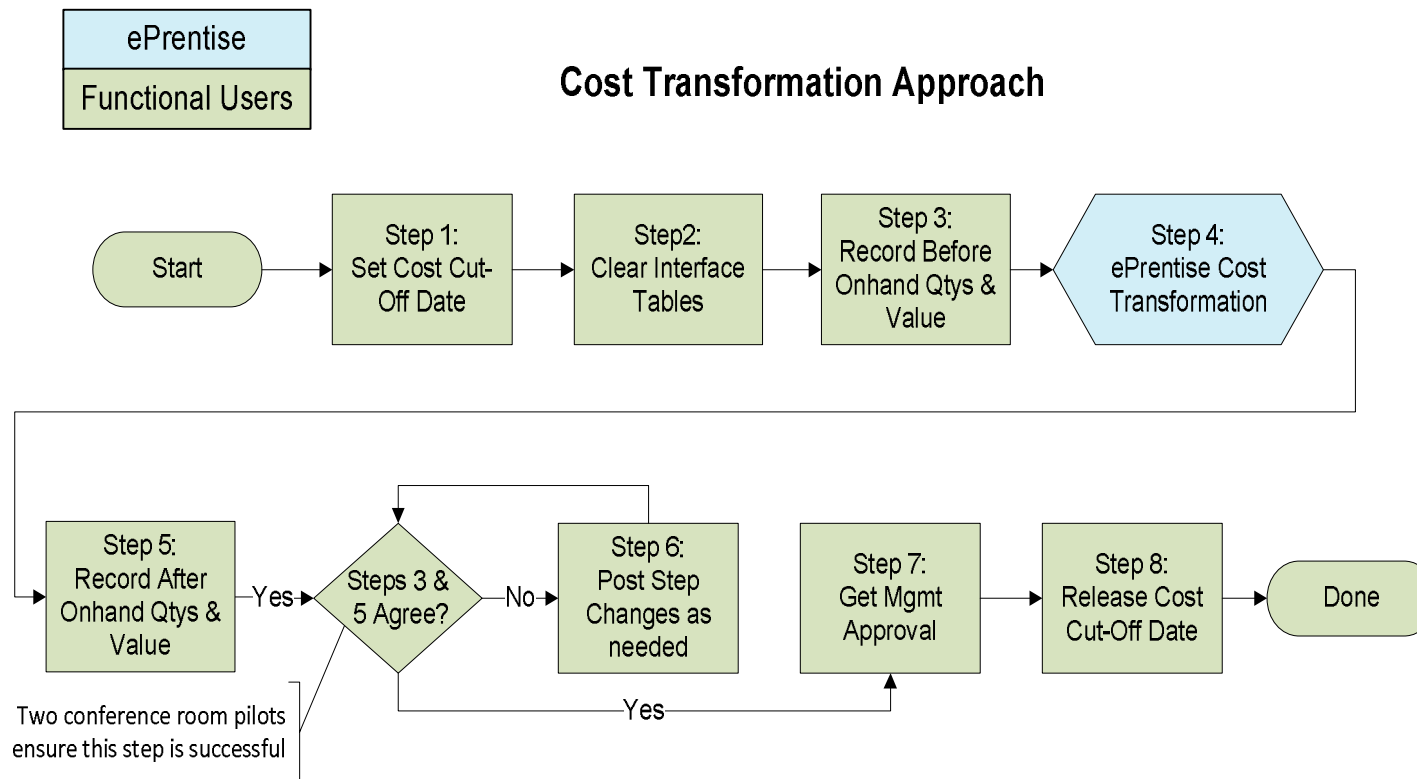 ePrentise
Functional Users
Cost Transformation Approach
Start
Step 1:
Set Cost Cut-
Off Date
Step2:
Clear Interface
Tables
Step 3:
Record Before
Onhand Qtys &
Value
Step 4:
ePrentise Cost
Transformation
Step 5:
Record After
Onhand Qtys &
Value
Yes
Steps 3 &
5 Agree?
No
Step 6:
Post Step
Changes as
needed
Step 7:
Get Mgmt
Approval
Step 8:
Release Cost
Cut-Off Date
Done
Yes
Two conference room pilots
ensure this step is successful